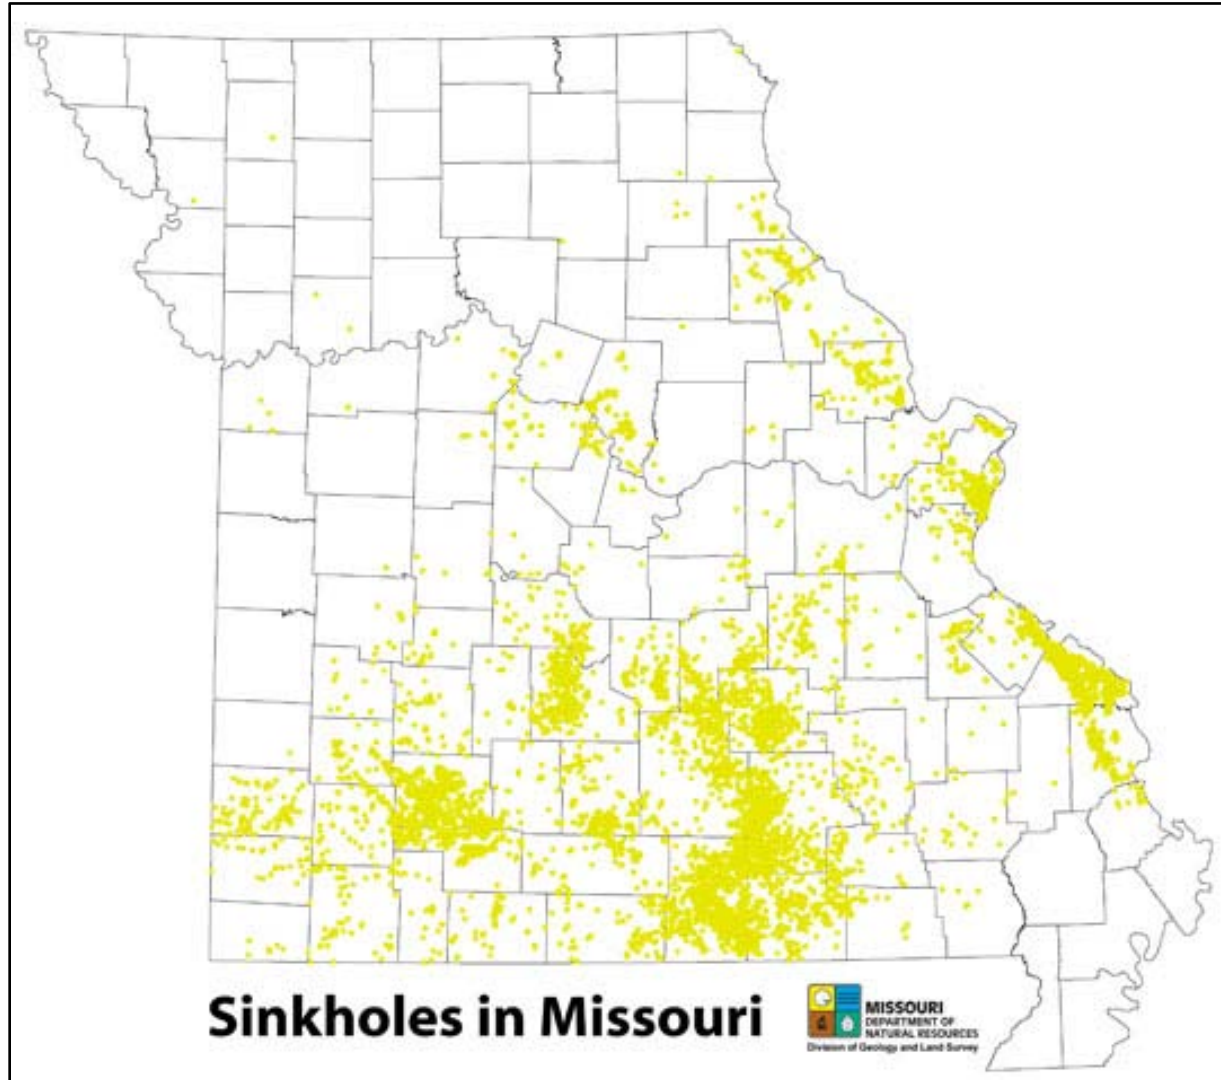 Sinkholes in Missouri
MISSOURI
DEPARTMENT OF
NATURAL RESOURCES
Division of Geology and Land Survey